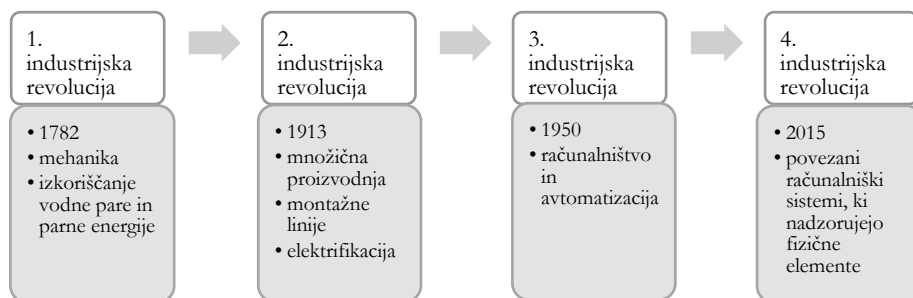 1.
industrijska
revolucija
• 1782
• mehanika
• izkoriščanje
vodne pare in
parne energije
2.
industrijska
revolucija
• 1913
• množična
proizvodnja
• montažne
linije
• elektrifikacija
3.
industrijska
revolucija
• 1950
• računalništvo
in
avtomatizacija
4.
industrijska
revolucija
• 2015
• povezani
računalniški
sistemi, ki
nadzorujejo
fizične
elemente